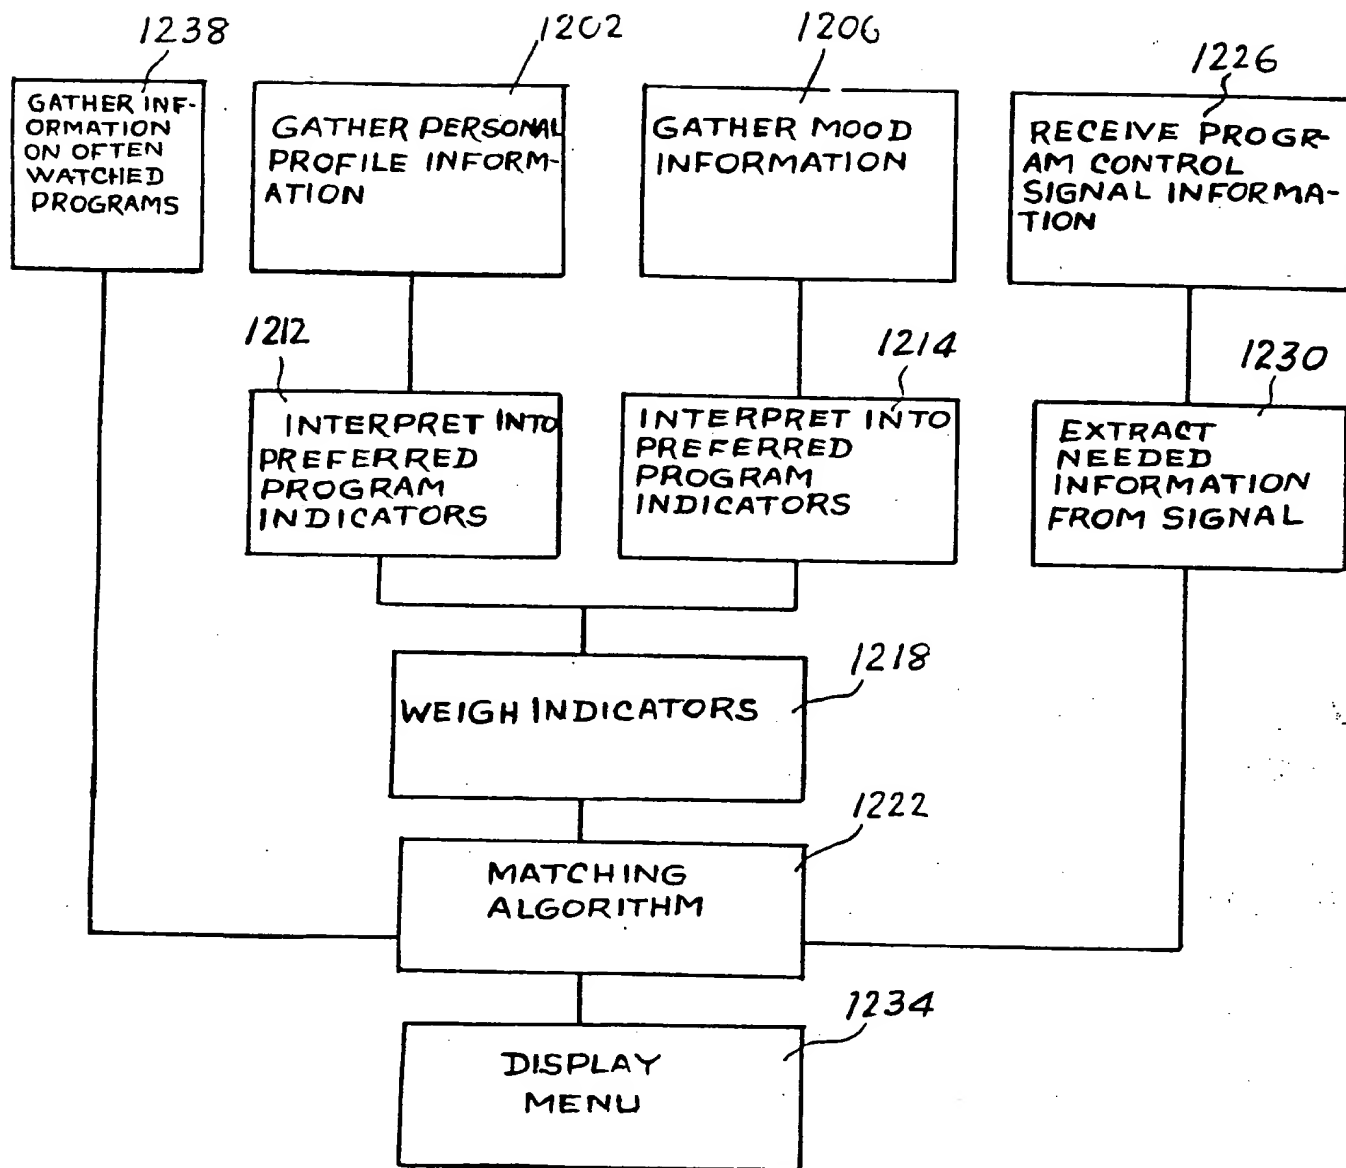 1238
GATHER INF-
ORMATION
ON OFTEN
WATCHED
PROGRAMS
1202
GATHER PERSONAL
PROFILE INFORM-
ATION
1206
GATHER MOOD
INFORMATION
1226
RECEIVE PROGR-
AM CONTROL
SIGNAL INFORMA-
TION
1212
INTERPRET INTO
PREFERRED
PROGRAM
INDICATORS
1214
INTERPRET INTO
PREFERRED
PROGRAM
INDICATORS
1230
EXTRACT
NEEDED
INFORMATION
FROM SIGNAL
1218
WEIGH INDICATORS
1222
MATCHING
ALGORITHM
1234
DISPLAY
MENU